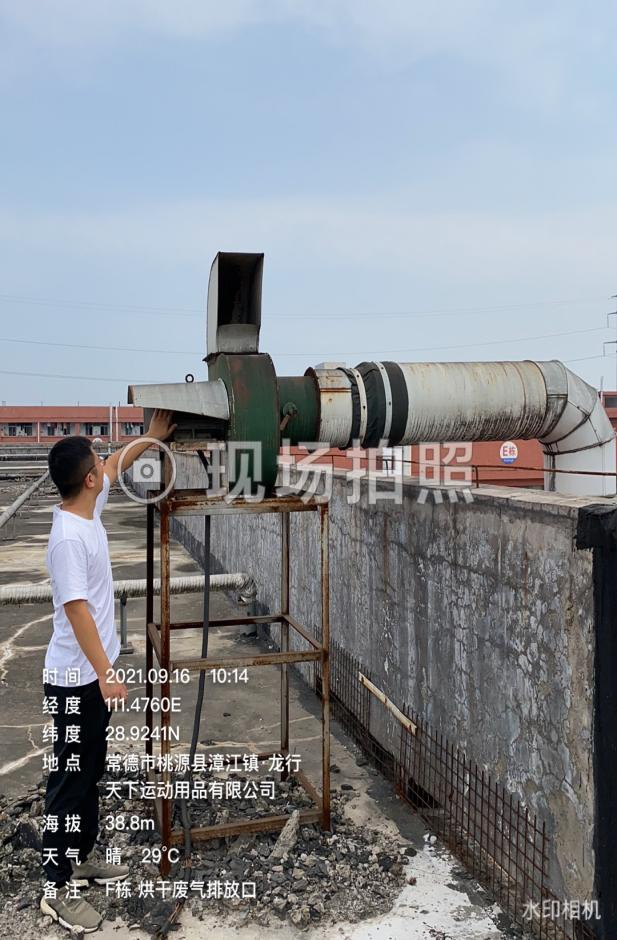 E栋
现场拍照
时间 2021.09.16 10:14
经度 111.4760E
纬度 28.9241N
地点 常德市桃源县漳江镇·龙行
天下运动用品有限公司
海拔 38.8m
天气 晴 29℃
备注 F栋 烘干废气排放口
水印相机